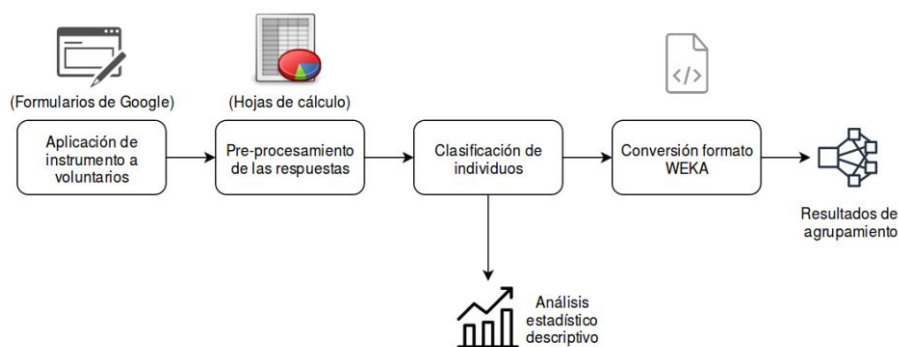 (Formularios de Google)
(Hojas de cálculo)
</>
Aplicación de
instrumento a
voluntarios
Pre-procesamiento
de las respuestas
Clasificación de
individuos
Conversión formato
WEKA
Resultados de
agrupamiento
Análisis
estadístico
descriptivo